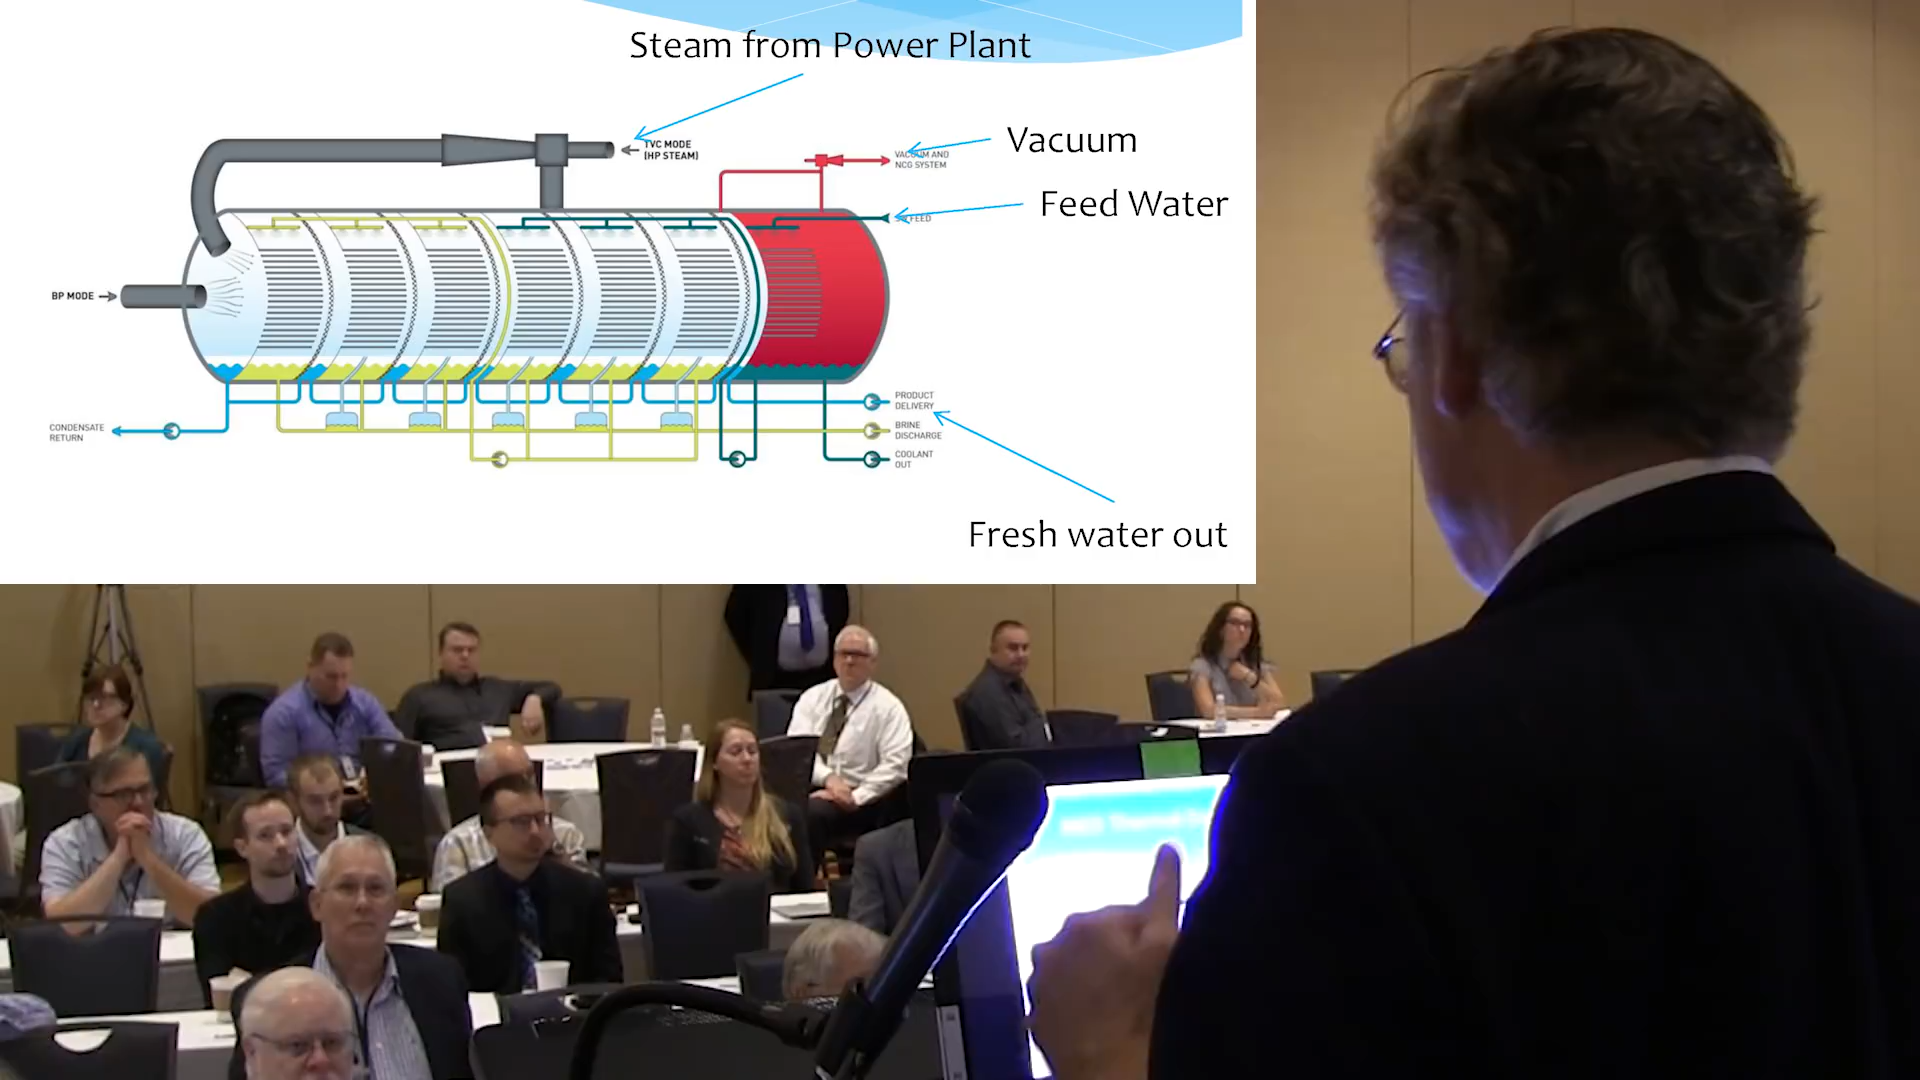 Steam from Power Plant
TVC MODE
(HP STEAM)
Vacuum
VACUUM AND
NCG SYSTEM
Feed Water
FEED
BP MODE
PRODUCT
DELIVERY
CONDENSATE
RETURN
BRINE
DISCHARGE
COOLANT
OUT
Fresh water out